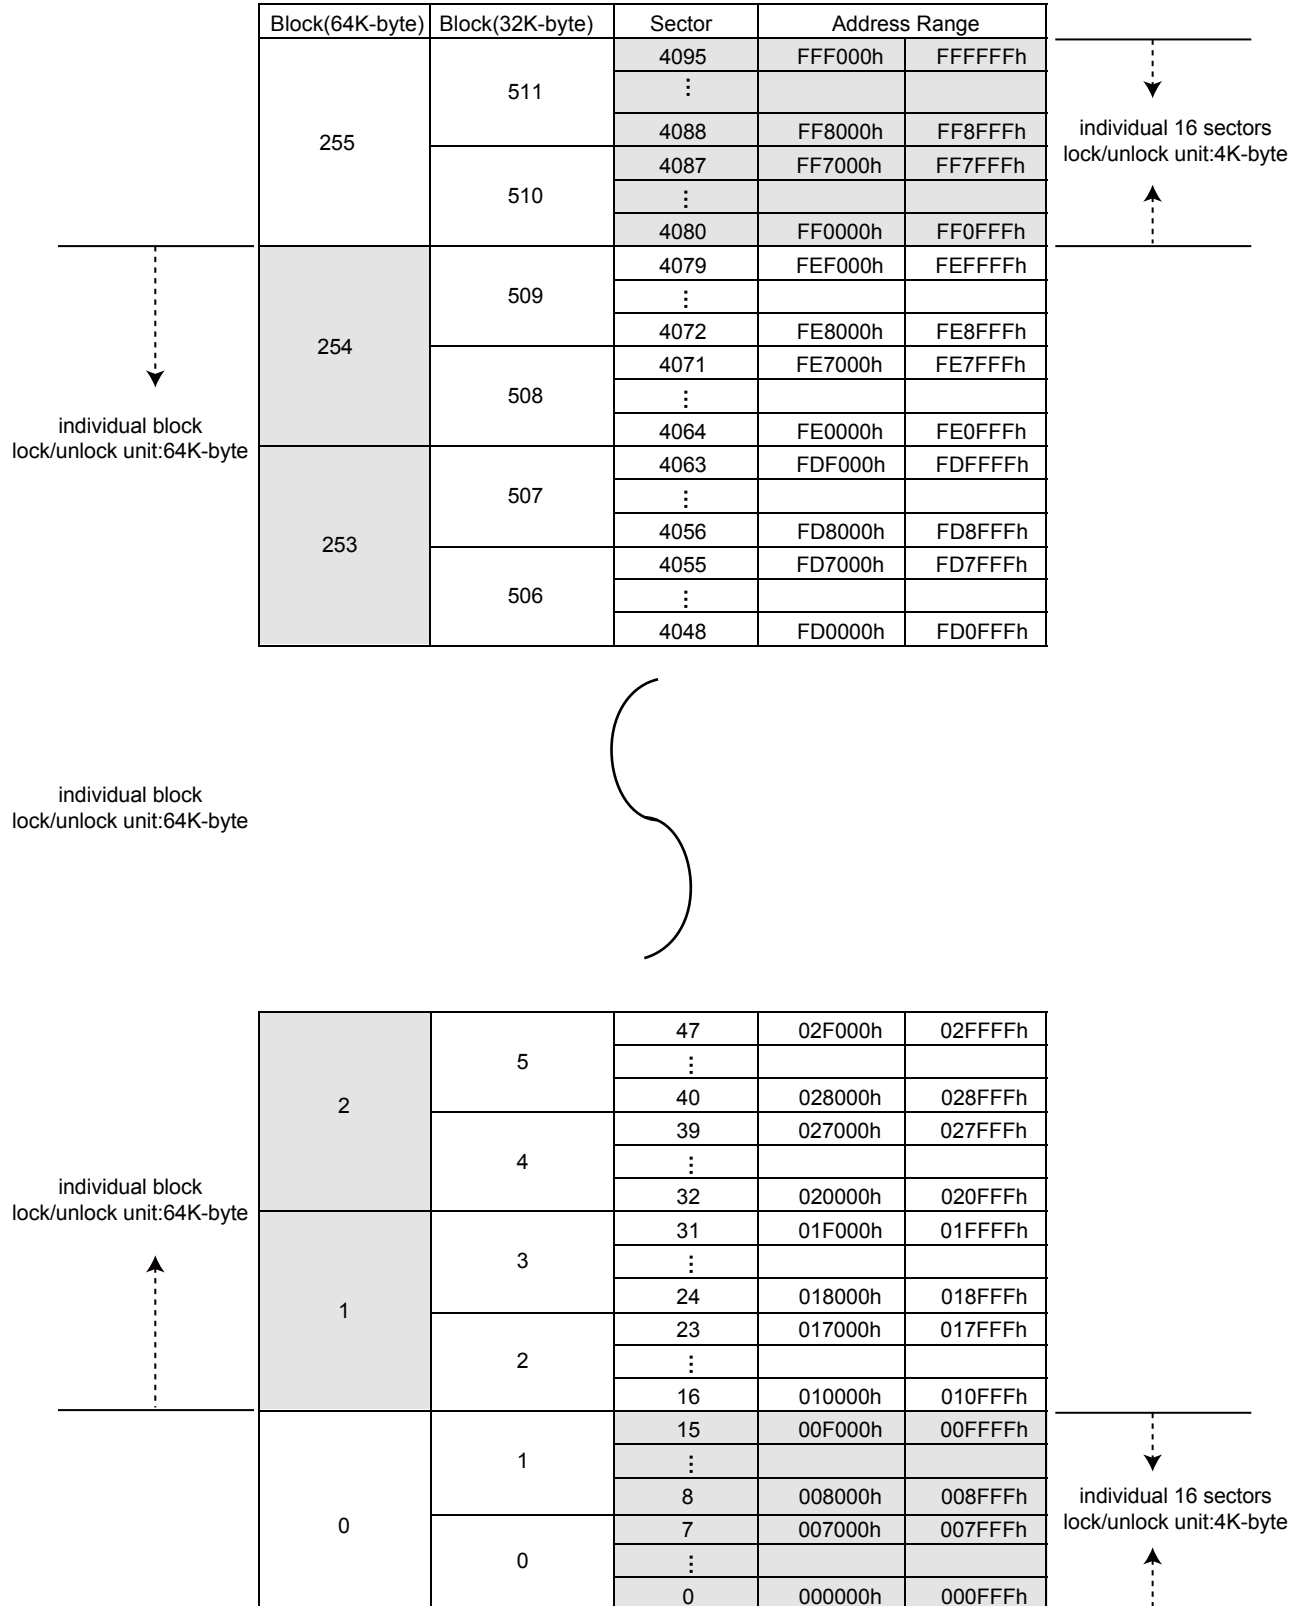 Block(64K-byte) Block(32K-byte) Sector Address Range
255 511 4095 FFF000h FFFFFFh
⋮
4088 FF8000h FF8FFFh
510 4087 FF7000h FF7FFFh
⋮
4080 FF0000h FF0FFFh
individual 16 sectors
lock/unlock unit:4K-byte
254 509 4079 FEF000h FEFFFFh
⋮
4072 FE8000h FE8FFFh
508 4071 FE7000h FE7FFFh
⋮
4064 FE0000h FE0FFFh
individual block
lock/unlock unit:64K-byte
253 507 4063 FDF000h FDFFFFh
⋮
4056 FD8000h FD8FFFh
506 4055 FD7000h FD7FFFh
⋮
4048 FD0000h FD0FFFh
individual block
lock/unlock unit:64K-byte
2 5 47 02F000h 02FFFFh
⋮
40 028000h 028FFFh
4 39 027000h 027FFFh
⋮
32 020000h 020FFFh
individual block
lock/unlock unit:64K-byte
1 3 31 01F000h 01FFFFh
⋮
24 018000h 018FFFh
2 23 017000h 017FFFh
⋮
16 010000h 010FFFh
0 1 15 00F000h 00FFFFh
⋮
8 008000h 008FFFh
0 7 007000h 007FFFh
⋮
0 000000h 000FFFh
individual 16 sectors
lock/unlock unit:4K-byte